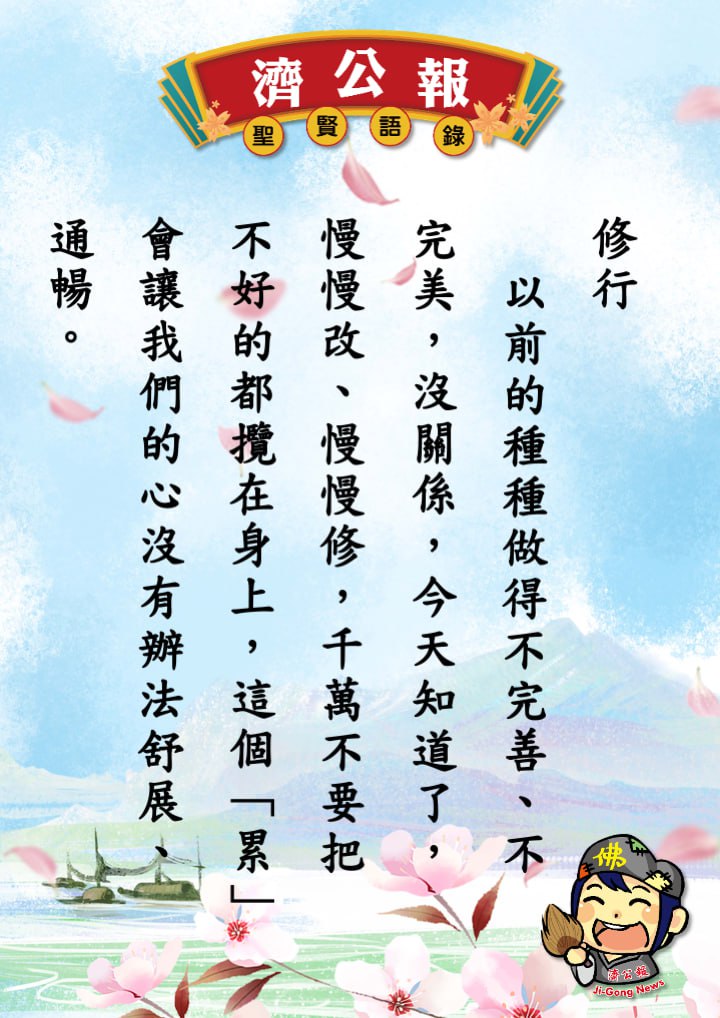 濟公報
聖賢語錄
修行
以前的種種做得不完善、不
完美，沒關係，今天知道了，
慢慢改、慢慢修，千萬不要把
不好的都攬在身上，這個「累」
會讓我們的心沒有辦法舒展、
通暢。
佛
濟公報
Ji-Gong News